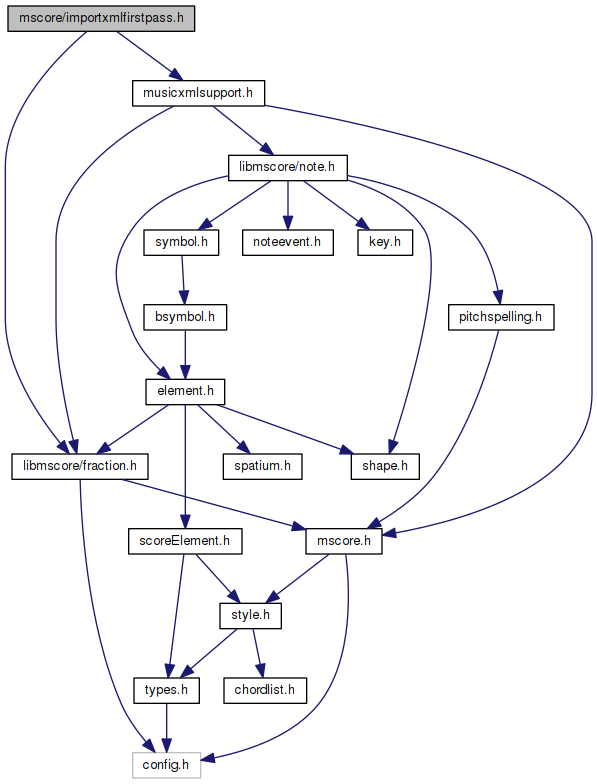 mscore/importxmlfirstpass.h
musicxmlsupport.h
libmscore/note.h
symbol.h
noteevent.h
key.h
bsymbol.h
pitchspelling.h
element.h
libmscore/fraction.h
spatium.h
shape.h
scoreElement.h
mscore.h
style.h
types.h
chordlist.h
config.h